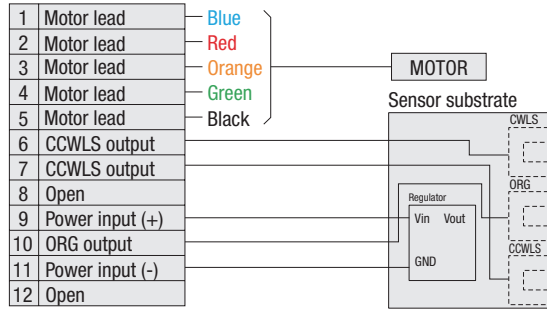 1 Motor lead Blue
2 Motor lead Red
3 Motor lead Orange
4 Motor lead Green
5 Motor lead Black
6 CCWLS output
7 CCWLS output
8 Open
9 Power input (+)
10 ORG output
11 Power input (-)
12 Open
MOTOR
Sensor substrate
CWLS
ORG
CCWLS
Regulator
Vin Vout
GND